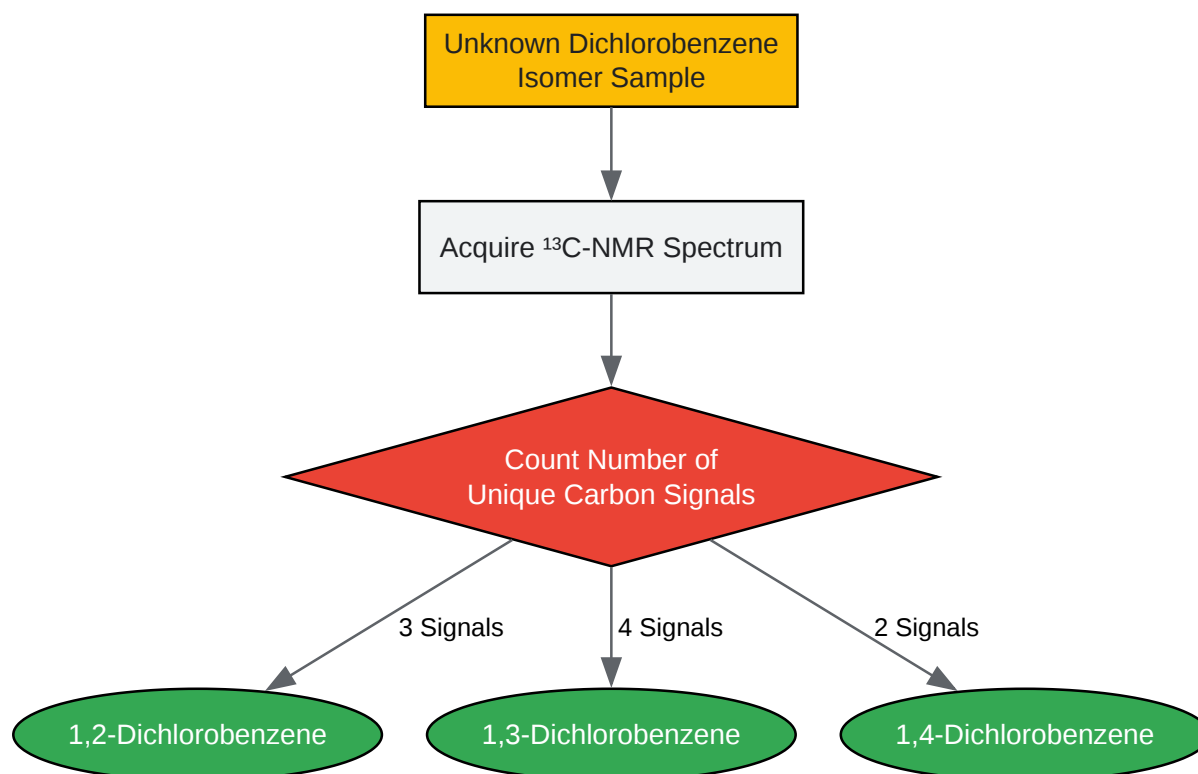 Unknown Dichlorobenzene
Isomer Sample
Acquire ¹³C-NMR Spectrum
Count Number of
Unique Carbon Signals
3 Signals
4 Signals
2 Signals
1,2-Dichlorobenzene
1,3-Dichlorobenzene
1,4-Dichlorobenzene